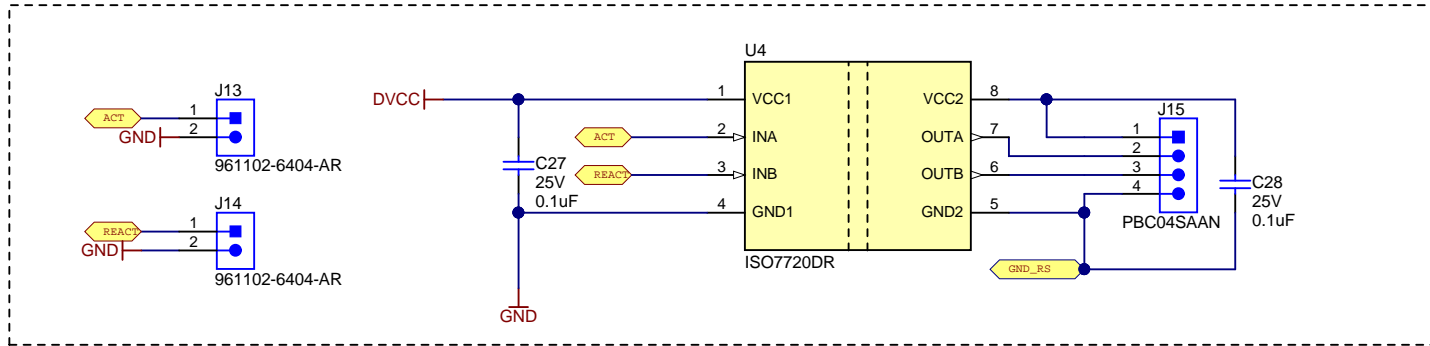 J13
ACT
1
GND
2
961102-6404-AR
J14
REACT
1
GND
2
961102-6404-AR
DVCC
C27
25V
0.1uF
GND
U4
1
VCC1
ACT
2
INA
REACT
3
INB
4
GND1
VCC2
8
OUTA
7
OUTB
6
GND2
5
ISO7720DR
J15
1
2
3
4
PBC04SAAN
C28
25V
0.1uF
GND_RS